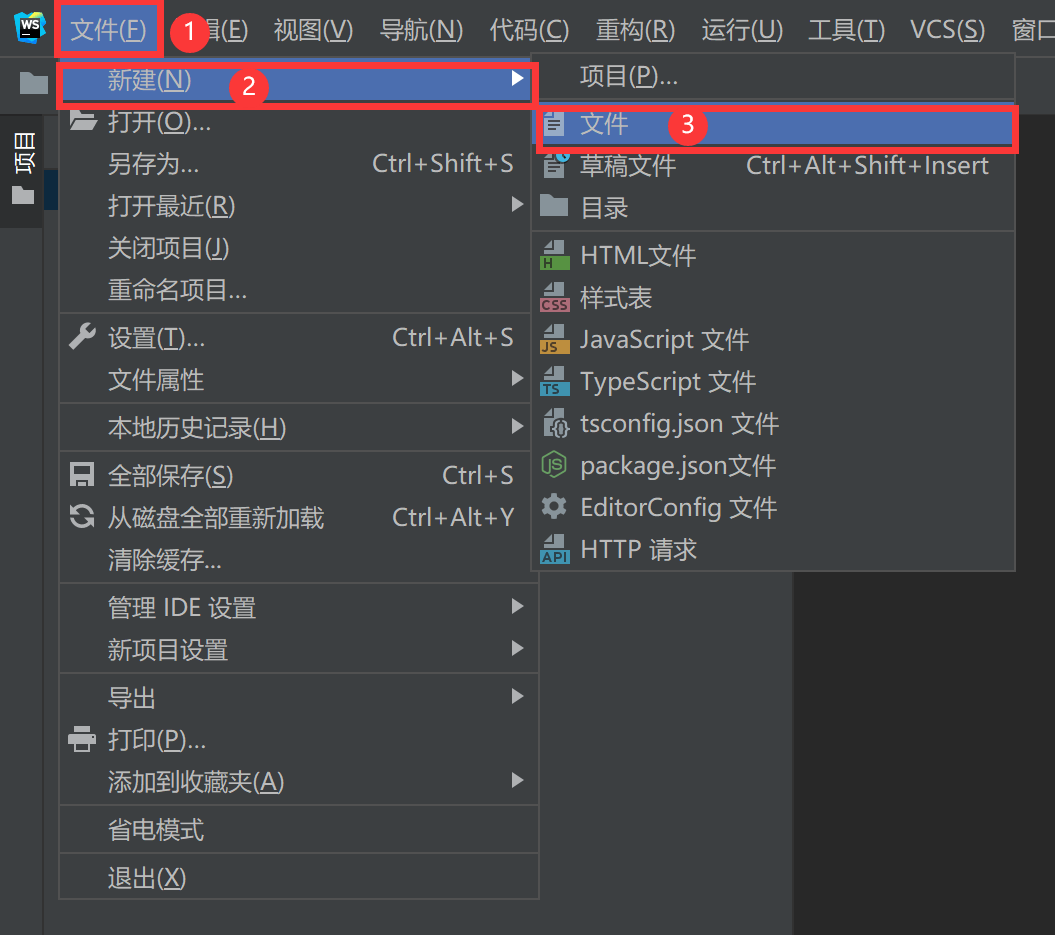 WS
文件(F)
1
辑(E)
视图(V)
导航(N)
代码(C)
重构(R)
运行(U)
工具(T)
VCS(S)
窗口
项目
新建(N)
2
打开(O)...
另存为... Ctrl+Shift+S
打开最近(R)
关闭项目(J)
重命名项目...
设置(T)... Ctrl+Alt+S
文件属性
本地历史记录(H)
全部保存(S) Ctrl+S
从磁盘全部重新加载 Ctrl+Alt+Y
清除缓存...
管理 IDE 设置
新项目设置
导出
打印(P)...
添加到收藏夹(A)
省电模式
退出(X)
项目(P)...
文件
3
草稿文件 Ctrl+Alt+Shift+Insert
目录
H HTML文件
CSS 样式表
JS JavaScript 文件
TS TypeScript 文件
{} tsconfig.json 文件
JS package.json文件
EditorConfig 文件
API HTTP 请求